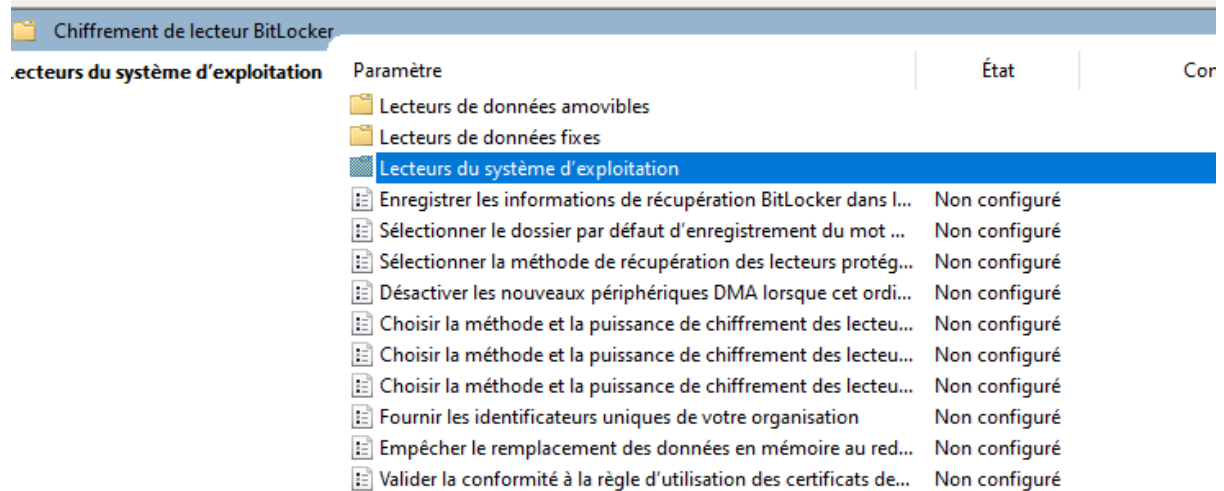 Chiffrement de lecteur BitLocker
.ecteurs du système d'exploitation
Paramètre État Cor
Lecteurs de données amovibles
Lecteurs de données fixes
Lecteurs du système d'exploitation
Enregistrer les informations de récupération BitLocker dans l... Non configuré
Sélectionner le dossier par défaut d'enregistrement du mot ... Non configuré
Sélectionner la méthode de récupération des lecteurs protég... Non configuré
Désactiver les nouveaux périphériques DMA lorsque cet ordi... Non configuré
Choisir la méthode et la puissance de chiffrement des lecteu... Non configuré
Choisir la méthode et la puissance de chiffrement des lecteu... Non configuré
Choisir la méthode et la puissance de chiffrement des lecteu... Non configuré
Fournir les identificateurs uniques de votre organisation Non configuré
Empêcher le remplacement des données en mémoire au red... Non configuré
Valider la conformité à la règle d'utilisation des certificats de... Non configuré